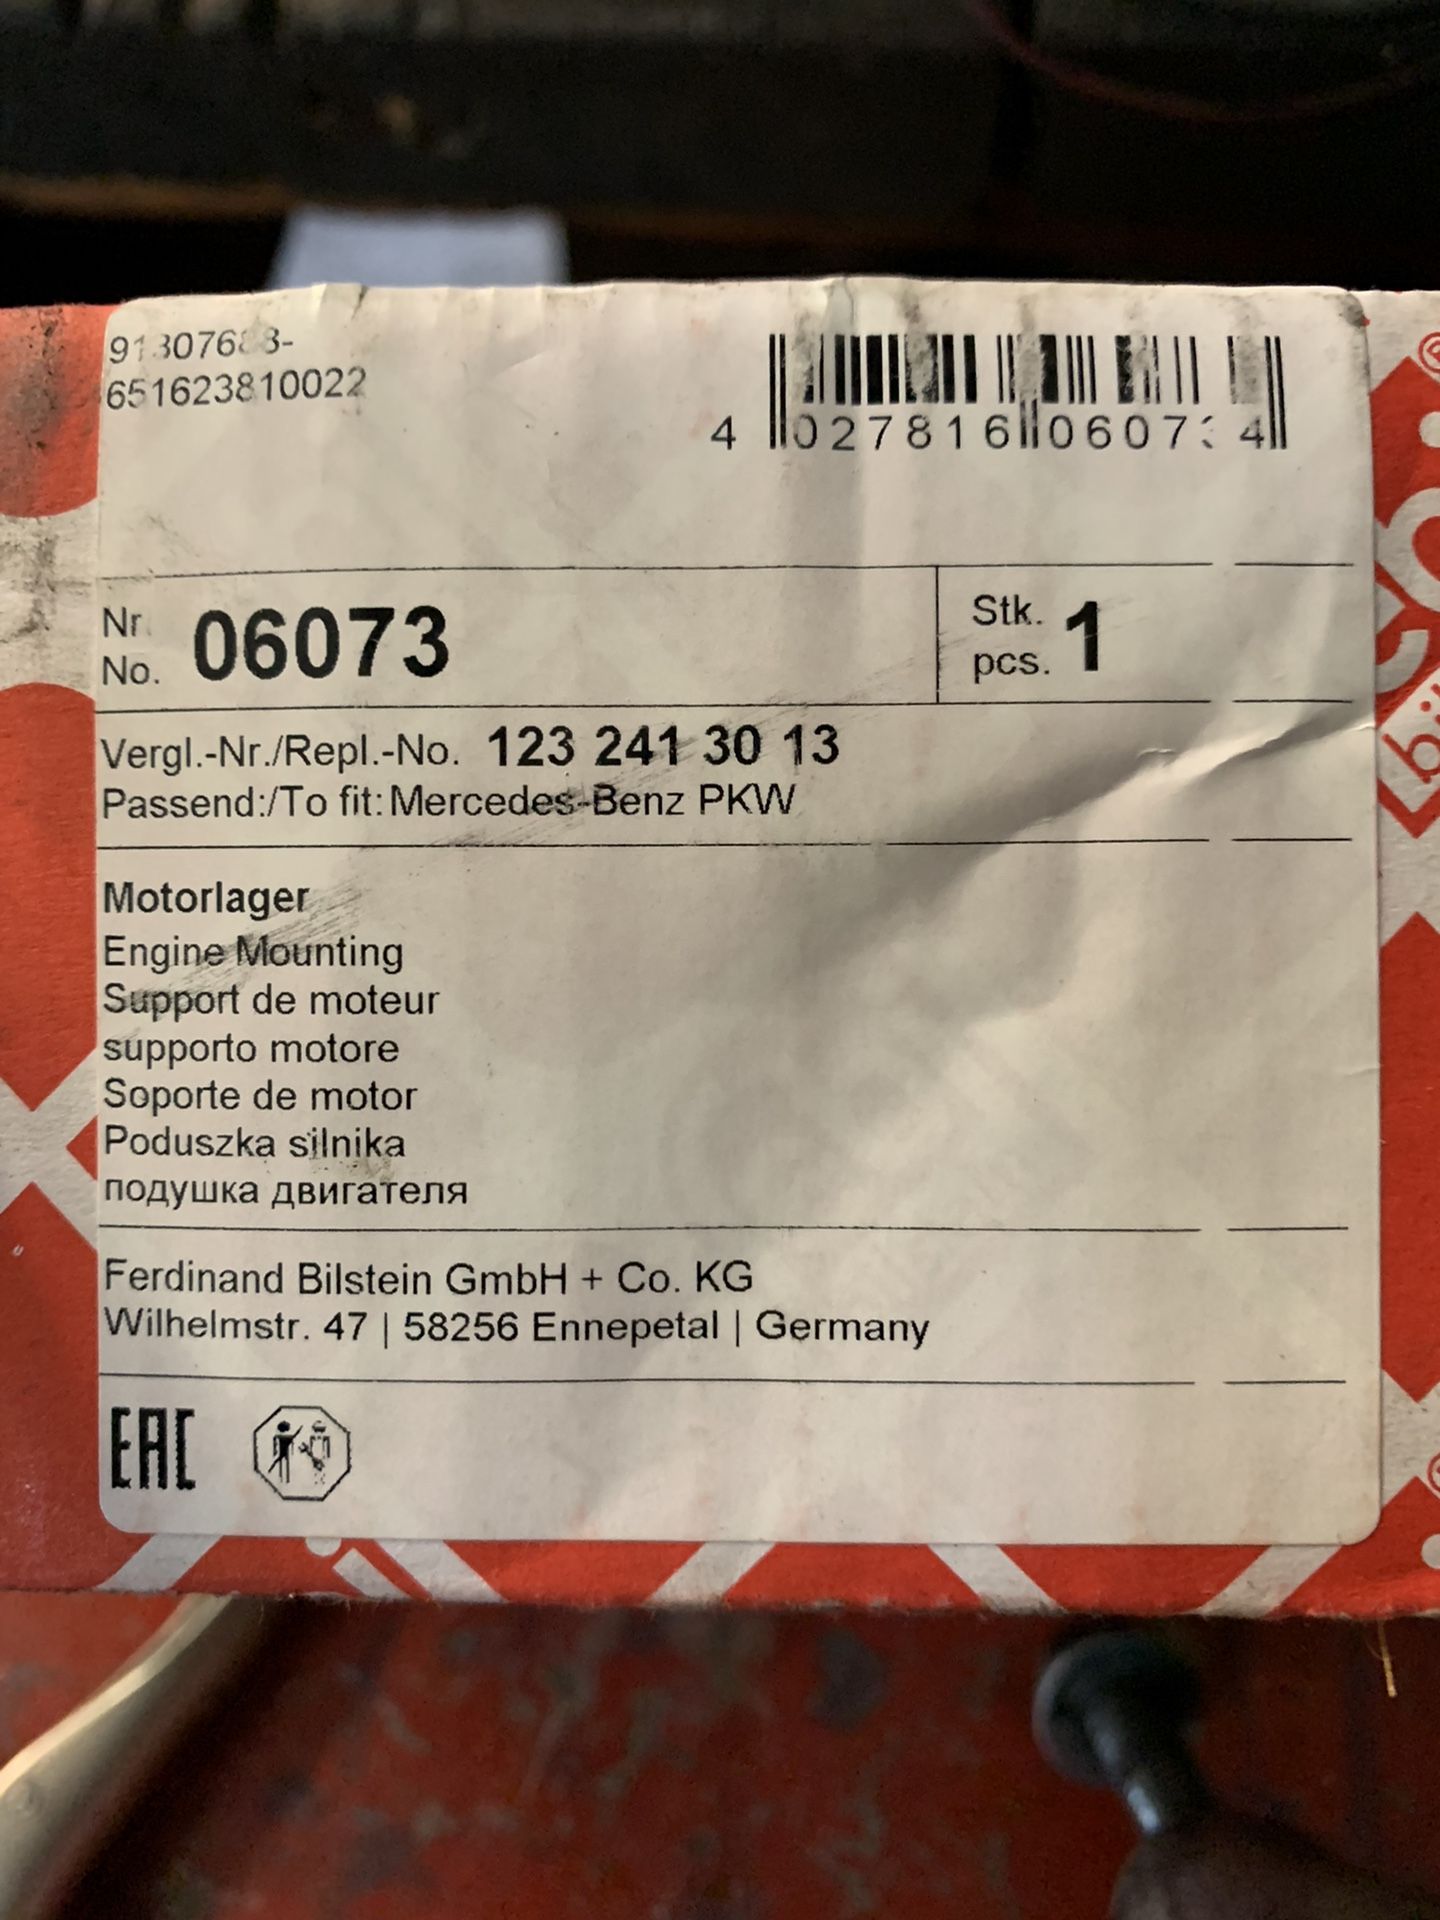 651623810022
4 027816 06073 4
Nr.
No. 06073
Stk.
pcs. 1
Vergl.-Nr./Repl.-No. 123 241 30 13
Passend:/To fit: Mercedes-Benz PKW
Motorlager
Engine Mounting
Support de moteur
supporto motore
Soporte de motor
Poduszka silnika
подушка двигателя
Ferdinand Bilstein GmbH + Co. KG
Wilhelmstr. 47 | 58256 Ennepetal | Germany
EAC